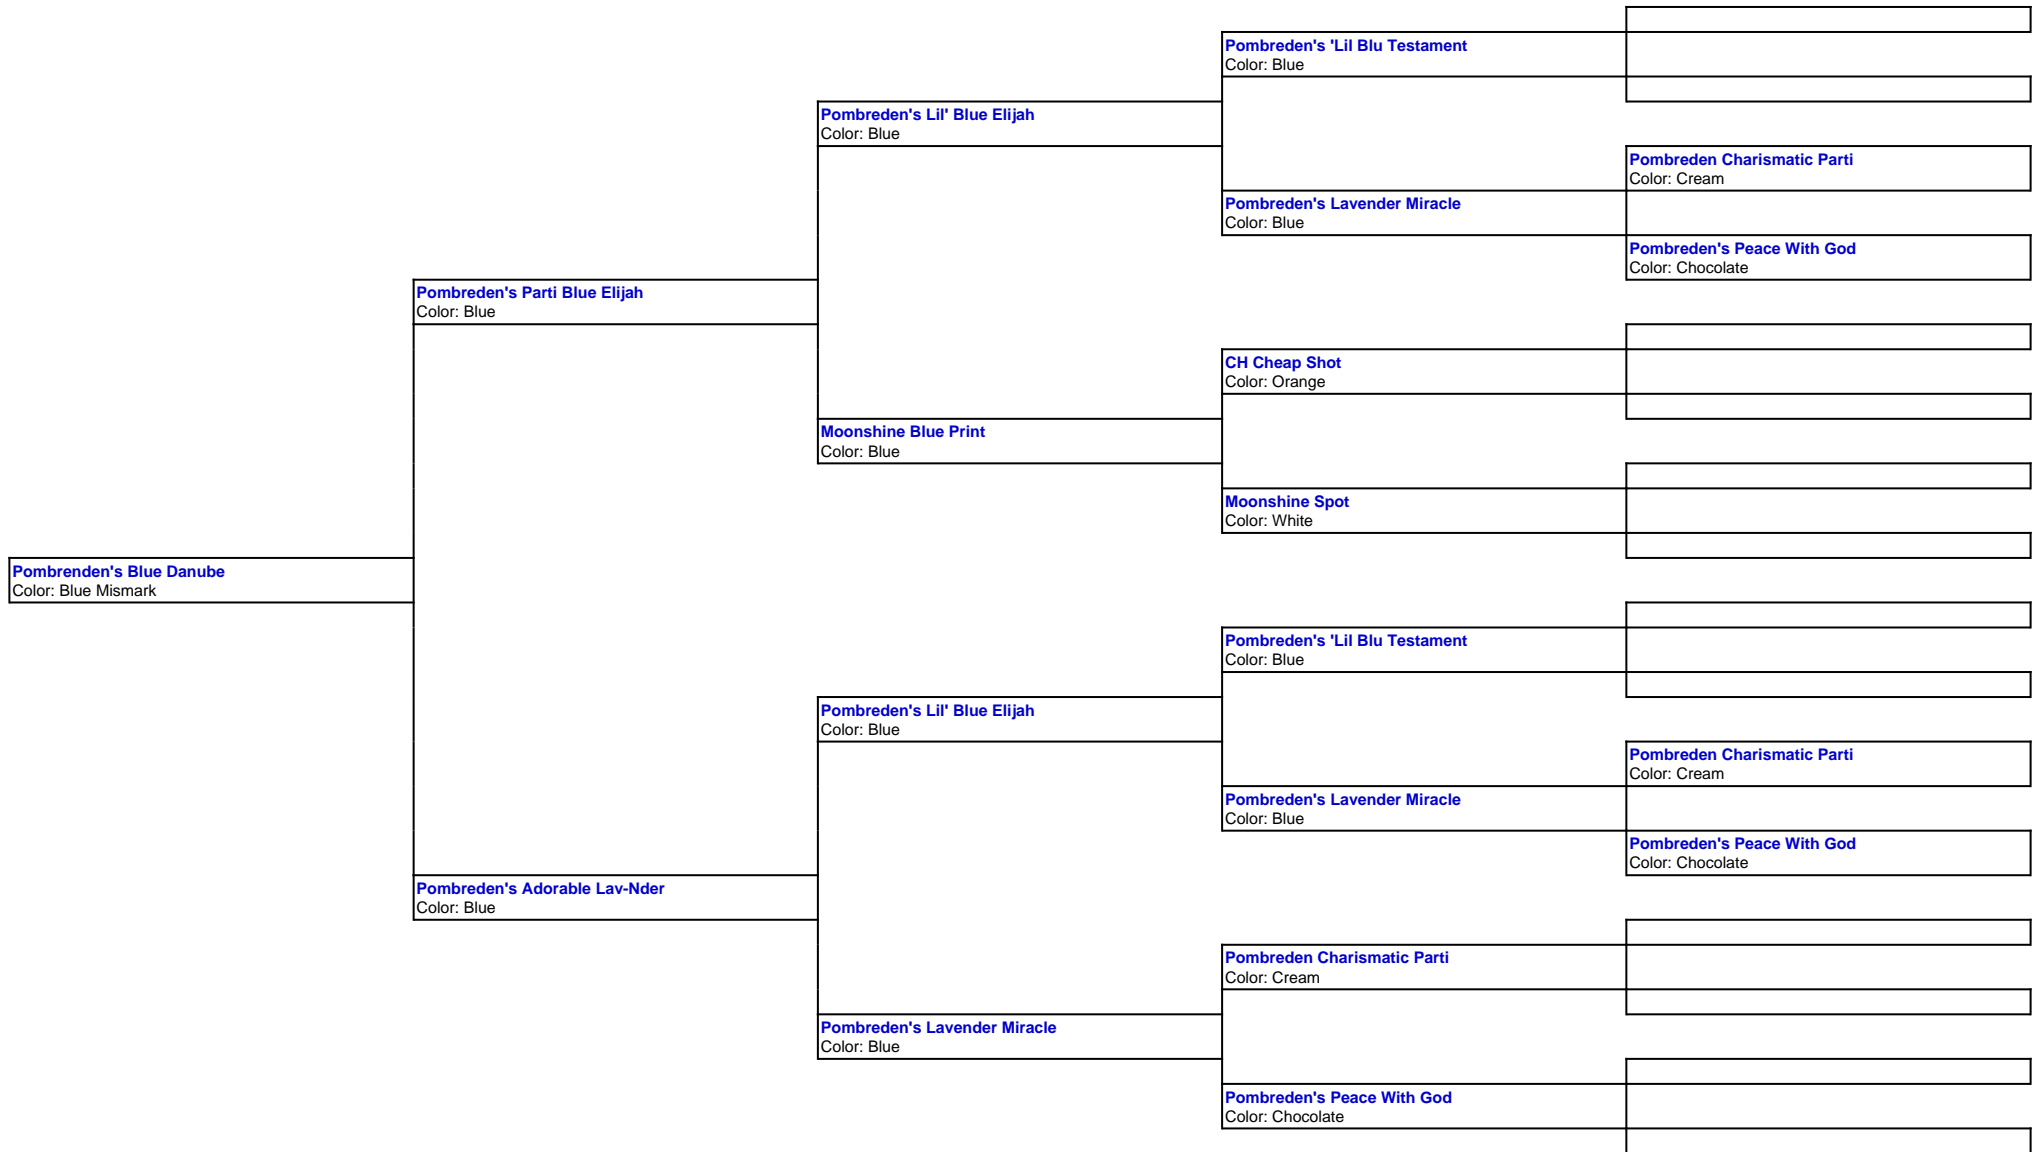 Pombreden's 'Lil Blu Testament
Color: Blue
Pombreden's Lil' Blue Elijah
Color: Blue
Pombreden Charismatic Parti
Color: Cream
Pombreden's Lavender Miracle
Color: Blue
Pombreden's Peace With God
Color: Chocolate
Pombreden's Parti Blue Elijah
Color: Blue
CH Cheap Shot
Color: Orange
Moonshine Blue Print
Color: Blue
Moonshine Spot
Color: White
Pombrenden's Blue Danube
Color: Blue Mismark
Pombreden's 'Lil Blu Testament
Color: Blue
Pombreden's Lil' Blue Elijah
Color: Blue
Pombreden Charismatic Parti
Color: Cream
Pombreden's Lavender Miracle
Color: Blue
Pombreden's Peace With God
Color: Chocolate
Pombreden's Adorable Lav-Nder
Color: Blue
Pombreden Charismatic Parti
Color: Cream
Pombreden's Lavender Miracle
Color: Blue
Pombreden's Peace With God
Color: Chocolate